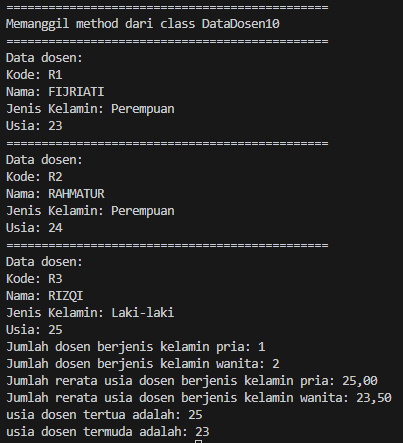 ==============================================
Memanggil method dari class DataDosen10
==============================================
Data dosen:
Kode: R1
Nama: FIJRIATI
Jenis Kelamin: Perempuan
Usia: 23
==============================================
Data dosen:
Kode: R2
Nama: RAHMATUR
Jenis Kelamin: Perempuan
Usia: 24
==============================================
Data dosen:
Kode: R3
Nama: RIZQI
Jenis Kelamin: Laki-laki
Usia: 25
Jumlah dosen berjenis kelamin pria: 1
Jumlah dosen berjenis kelamin wanita: 2
Jumlah rerata usia dosen berjenis kelamin pria: 25,00
Jumlah rerata usia dosen berjenis kelamin wanita: 23,50
usia dosen tertua adalah: 25
usia dosen termuda adalah: 23